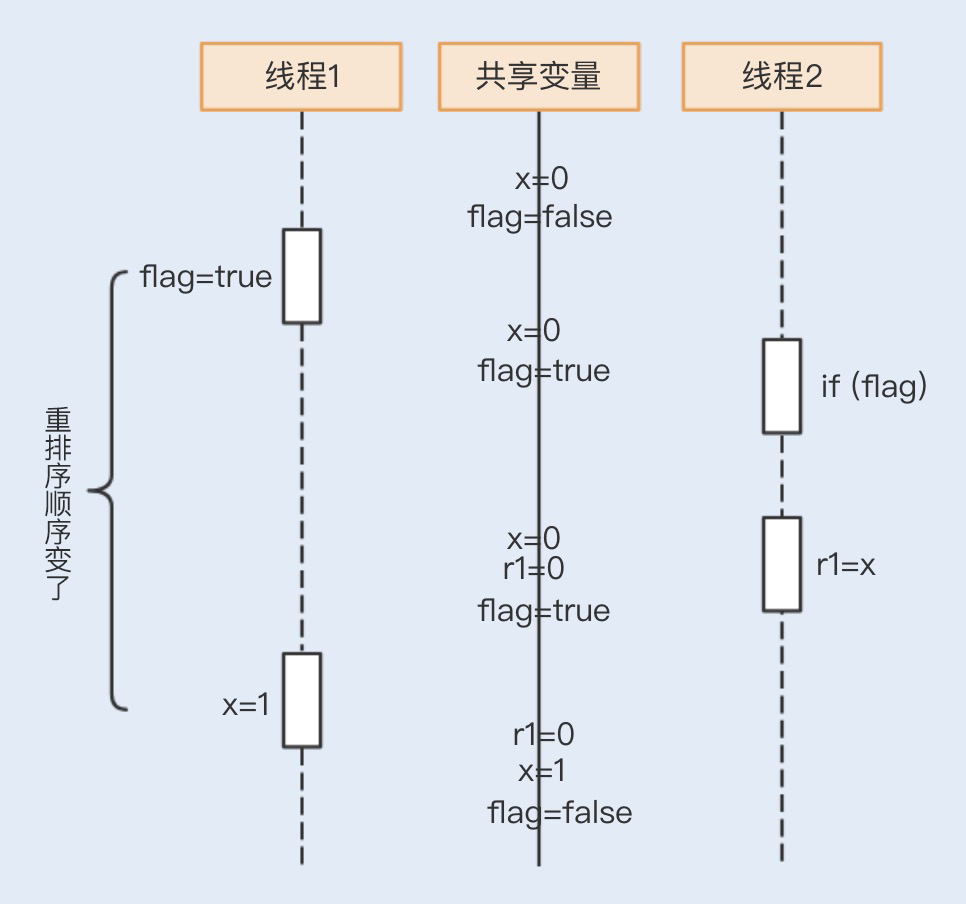 线程1
共享变量
线程2
x=0
flag=false
flag=true
x=0
flag=true
if (flag)
重排序顺序变了
x=0
r1=0
flag=true
r1=x
x=1
r1=0
x=1
flag=false